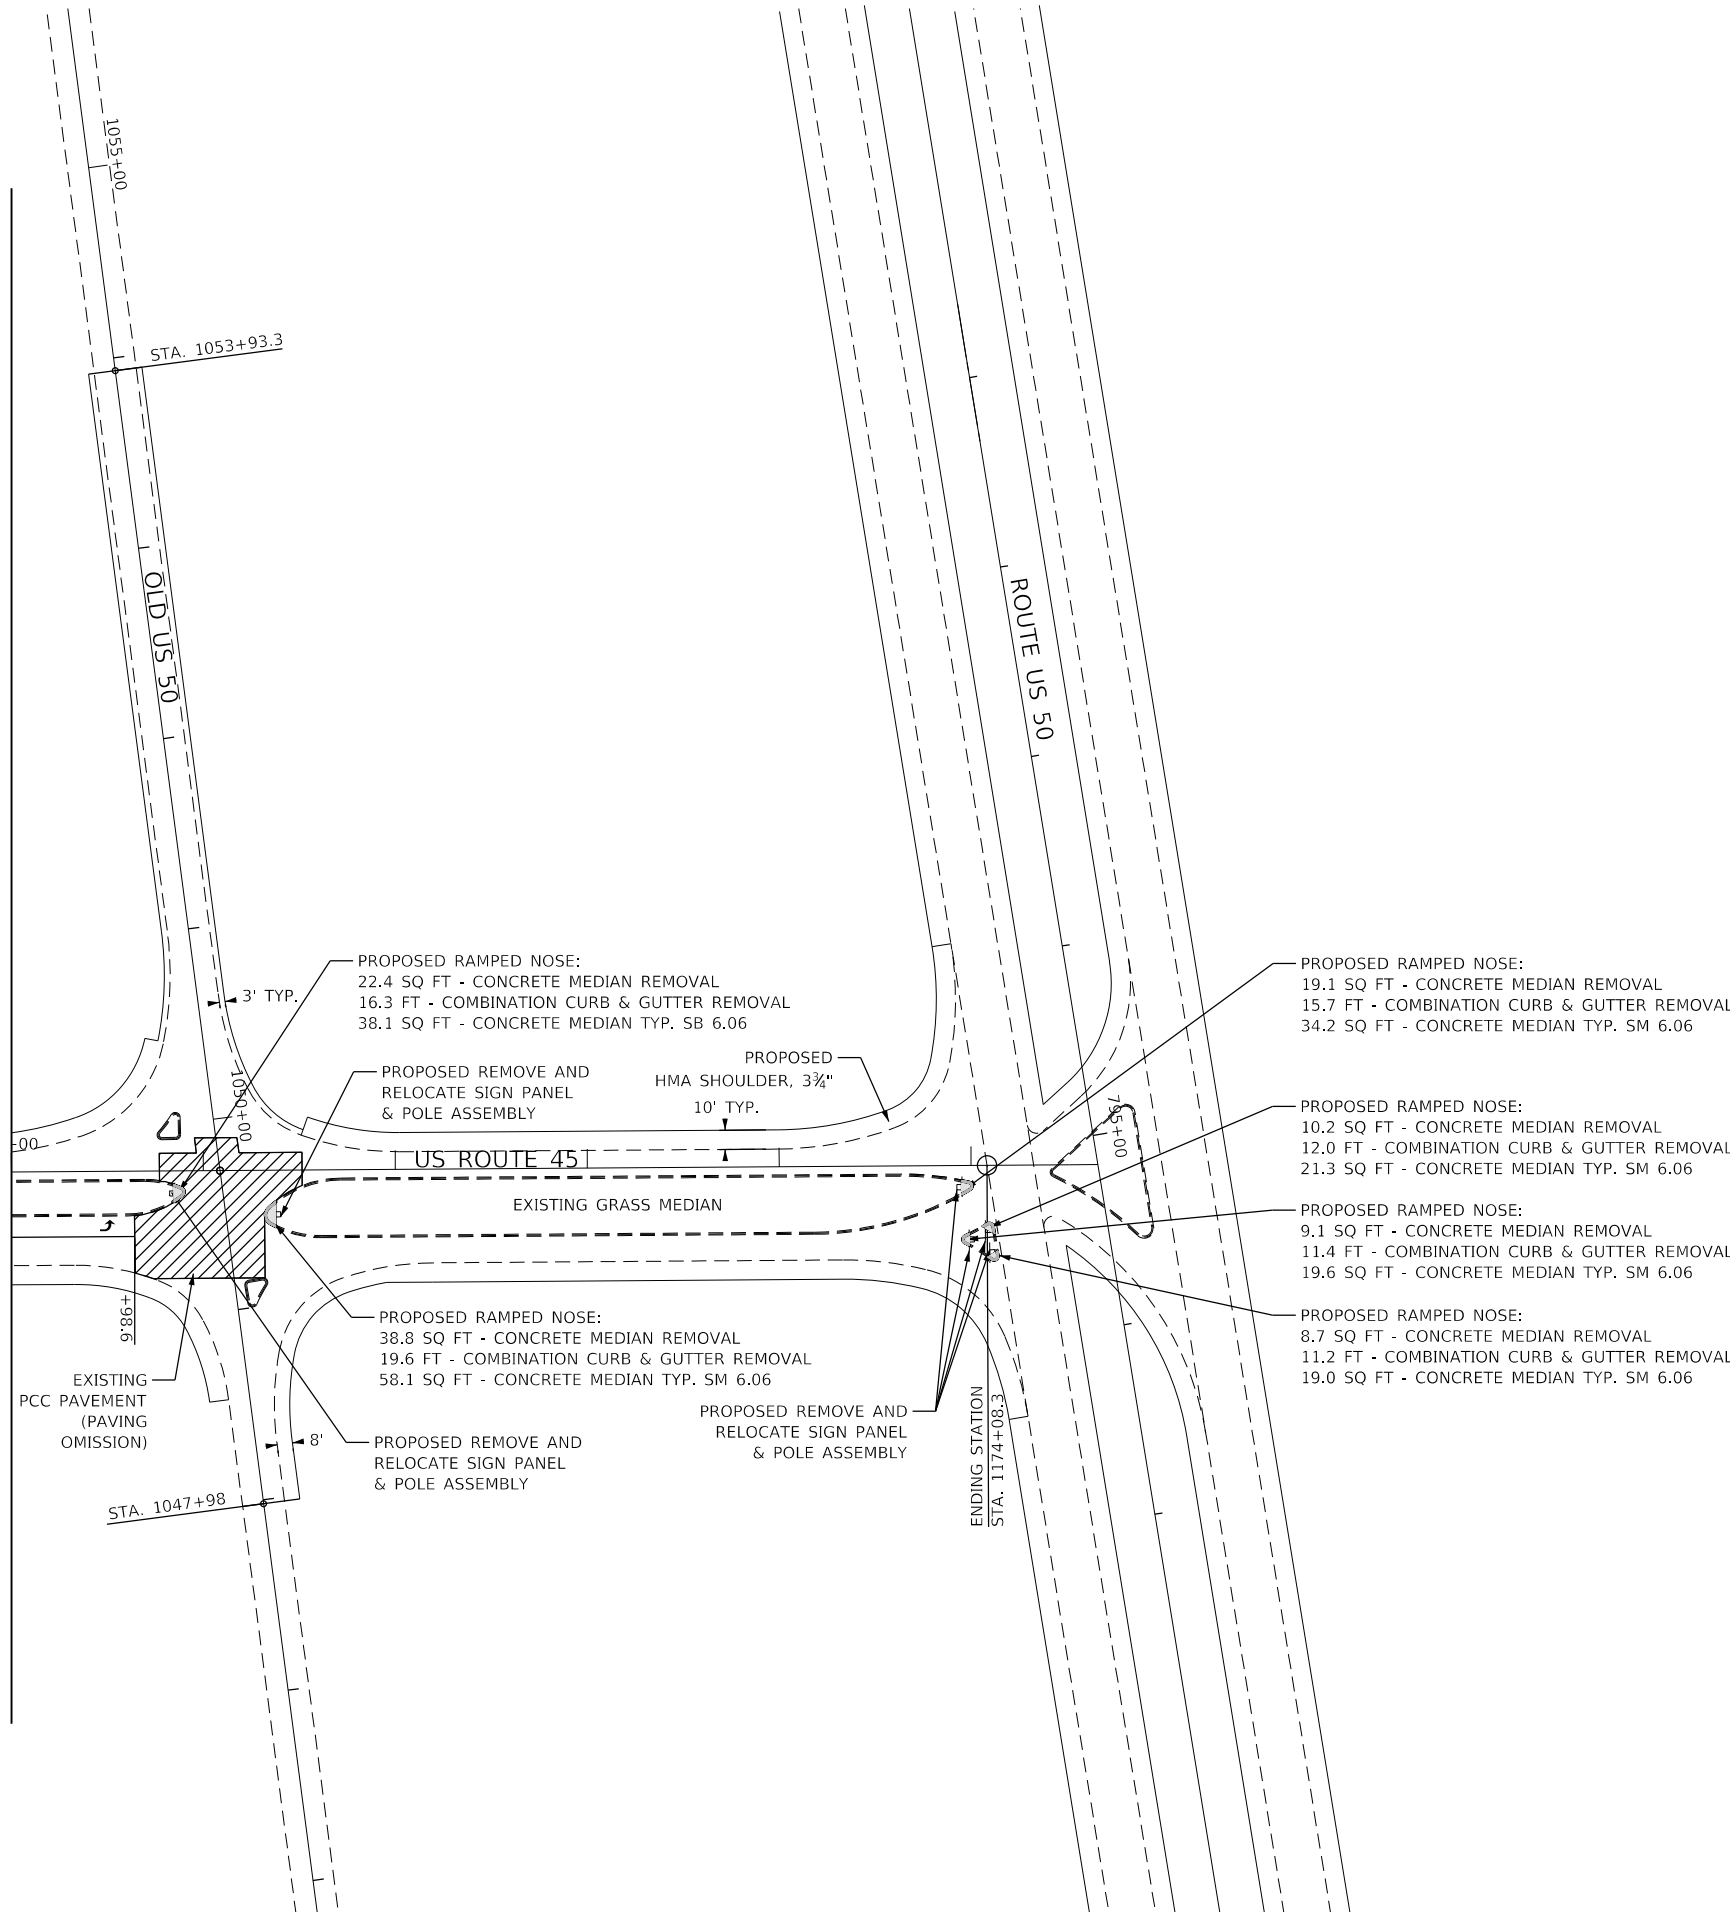 1055+00
STA. 1053+93.3
OLD US 50
ROUTE US 50
PROPOSED RAMPED NOSE:
22.4 SQ FT - CONCRETE MEDIAN REMOVAL
16.3 FT - COMBINATION CURB & GUTTER REMOVAL
38.1 SQ FT - CONCRETE MEDIAN TYP. SB 6.06
3' TYP.
PROPOSED RAMPED NOSE:
19.1 SQ FT - CONCRETE MEDIAN REMOVAL
15.7 FT - COMBINATION CURB & GUTTER REMOVAL
34.2 SQ FT - CONCRETE MEDIAN TYP. SM 6.06
PROPOSED REMOVE AND
RELOCATE SIGN PANEL
& POLE ASSEMBLY
PROPOSED
HMA SHOULDER, 3¾"
10' TYP.
1050+00
+00
795+00
US ROUTE 45
EXISTING GRASS MEDIAN
PROPOSED RAMPED NOSE:
10.2 SQ FT - CONCRETE MEDIAN REMOVAL
12.0 FT - COMBINATION CURB & GUTTER REMOVAL
21.3 SQ FT - CONCRETE MEDIAN TYP. SM 6.06
PROPOSED RAMPED NOSE:
9.1 SQ FT - CONCRETE MEDIAN REMOVAL
11.4 FT - COMBINATION CURB & GUTTER REMOVAL
19.6 SQ FT - CONCRETE MEDIAN TYP. SM 6.06
+98.6
PROPOSED RAMPED NOSE:
38.8 SQ FT - CONCRETE MEDIAN REMOVAL
19.6 FT - COMBINATION CURB & GUTTER REMOVAL
58.1 SQ FT - CONCRETE MEDIAN TYP. SM 6.06
PROPOSED RAMPED NOSE:
8.7 SQ FT - CONCRETE MEDIAN REMOVAL
11.2 FT - COMBINATION CURB & GUTTER REMOVAL
19.0 SQ FT - CONCRETE MEDIAN TYP. SM 6.06
EXISTING
PCC PAVEMENT
(PAVING
OMISSION)
8'
PROPOSED REMOVE AND
RELOCATE SIGN PANEL
& POLE ASSEMBLY
PROPOSED REMOVE AND
RELOCATE SIGN PANEL
& POLE ASSEMBLY
ENDING STATION
STA. 1174+08.3
STA. 1047+98